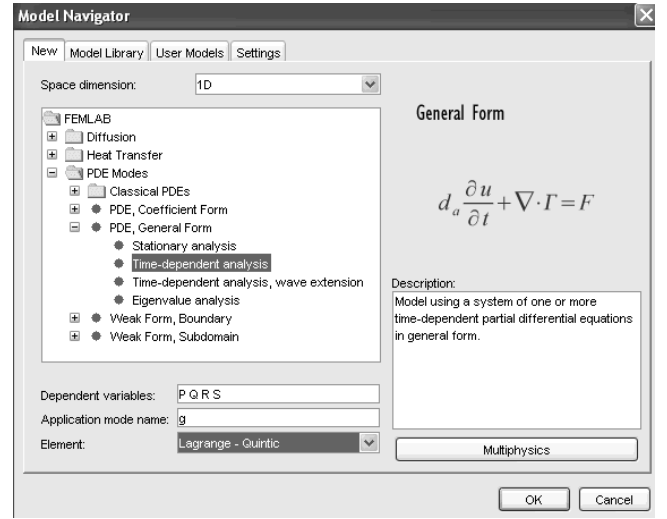 Model Navigator
New Model Library User Models Settings
Space dimension: 1D
FEMLAB
Diffusion
Heat Transfer
PDE Modes
Classical PDEs
PDE, Coefficient Form
PDE, General Form
Stationary analysis
Time-dependent analysis
Time-dependent analysis, wave extension
Eigenvalue analysis
Weak Form, Boundary
Weak Form, Subdomain
Dependent variables: P Q R S
Application mode name: g
Element: Lagrange - Quintic
General Form
d_a ∂u/∂t + ∇·Γ = F
Description:
Model using a system of one or more
time-dependent partial differential equations
in general form.
Multiphysics
OK Cancel